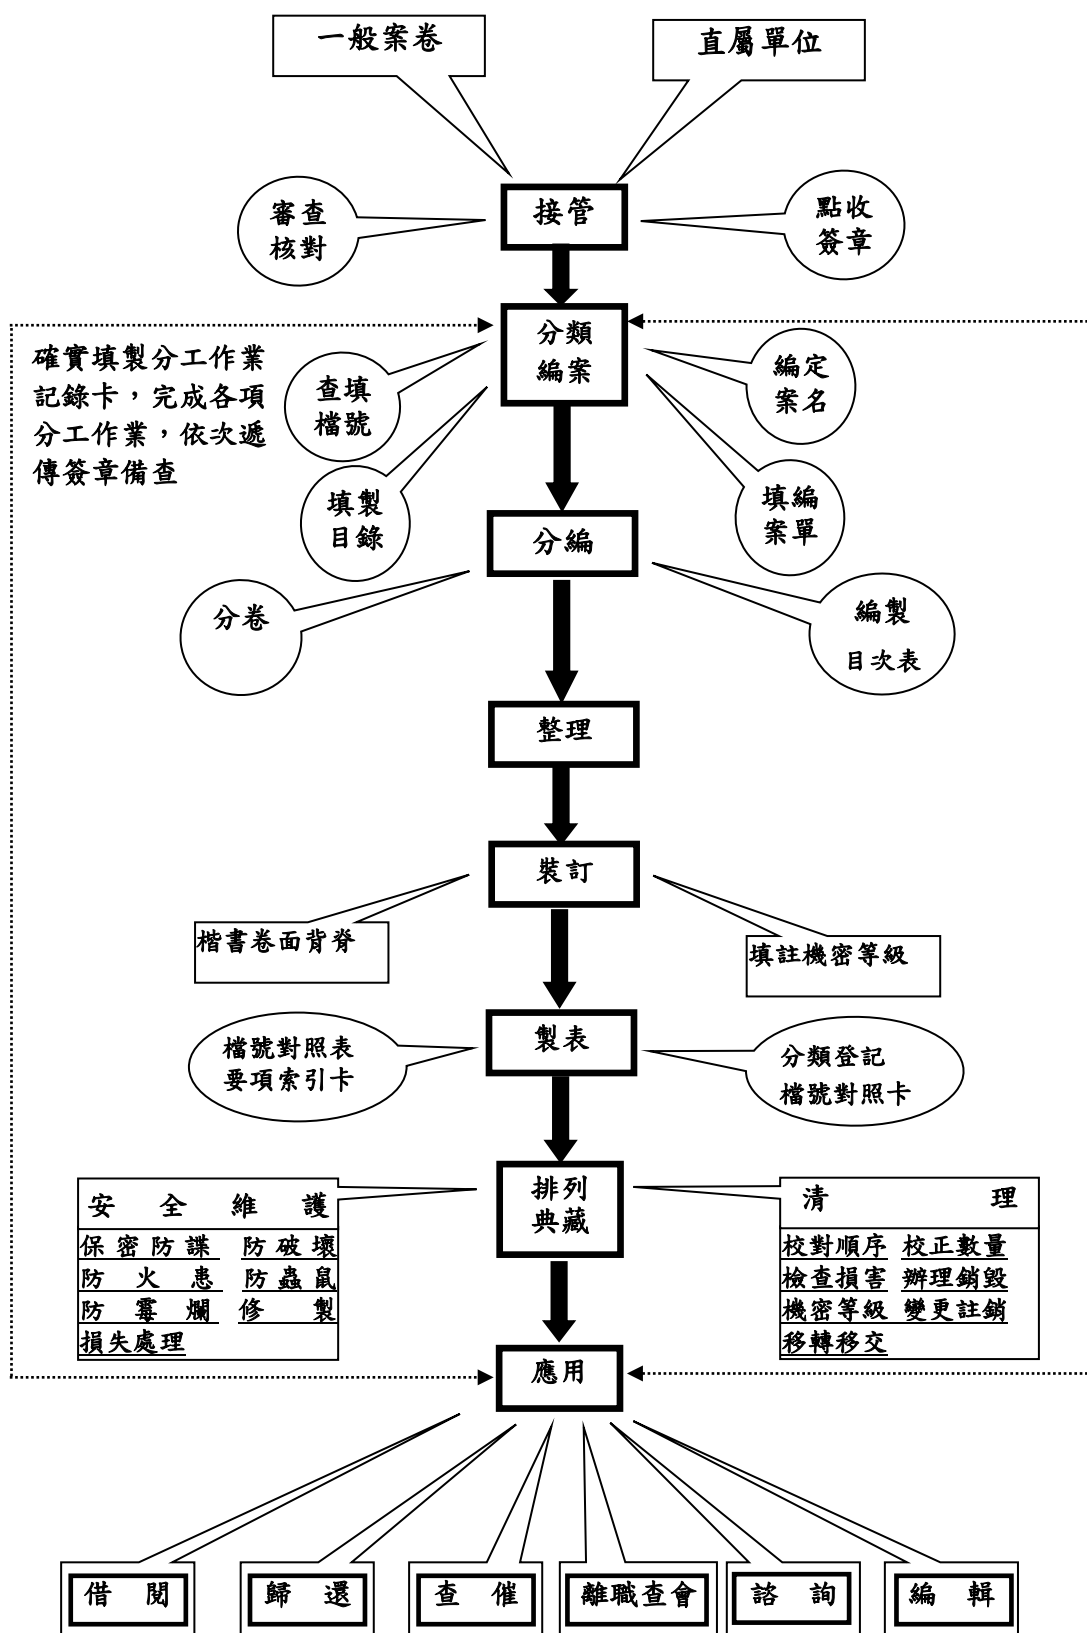 一般案卷
直屬單位
接管
審查
核對
點收
簽章
分類
編案
確實填製分工作業
記錄卡，完成各項
分工作業，依次遞
傳簽章備查
查填
檔號
編定
案名
填製
目錄
填編
案單
分編
分卷
編製
目次表
整理
裝訂
楷書卷面背脊
填註機密等級
製表
檔號對照表
要項索引卡
分類登記
檔號對照卡
排列
典藏
安全維護
保密防諜 防破壞
防火患 防蟲鼠
防霉爛 修製
損失處理
清理
校對順序 校正數量
檢查損害 辦理銷毀
機密等級 變更註銷
移轉移交
應用
借閱
歸還
查催
離職查會
諮詢
編輯